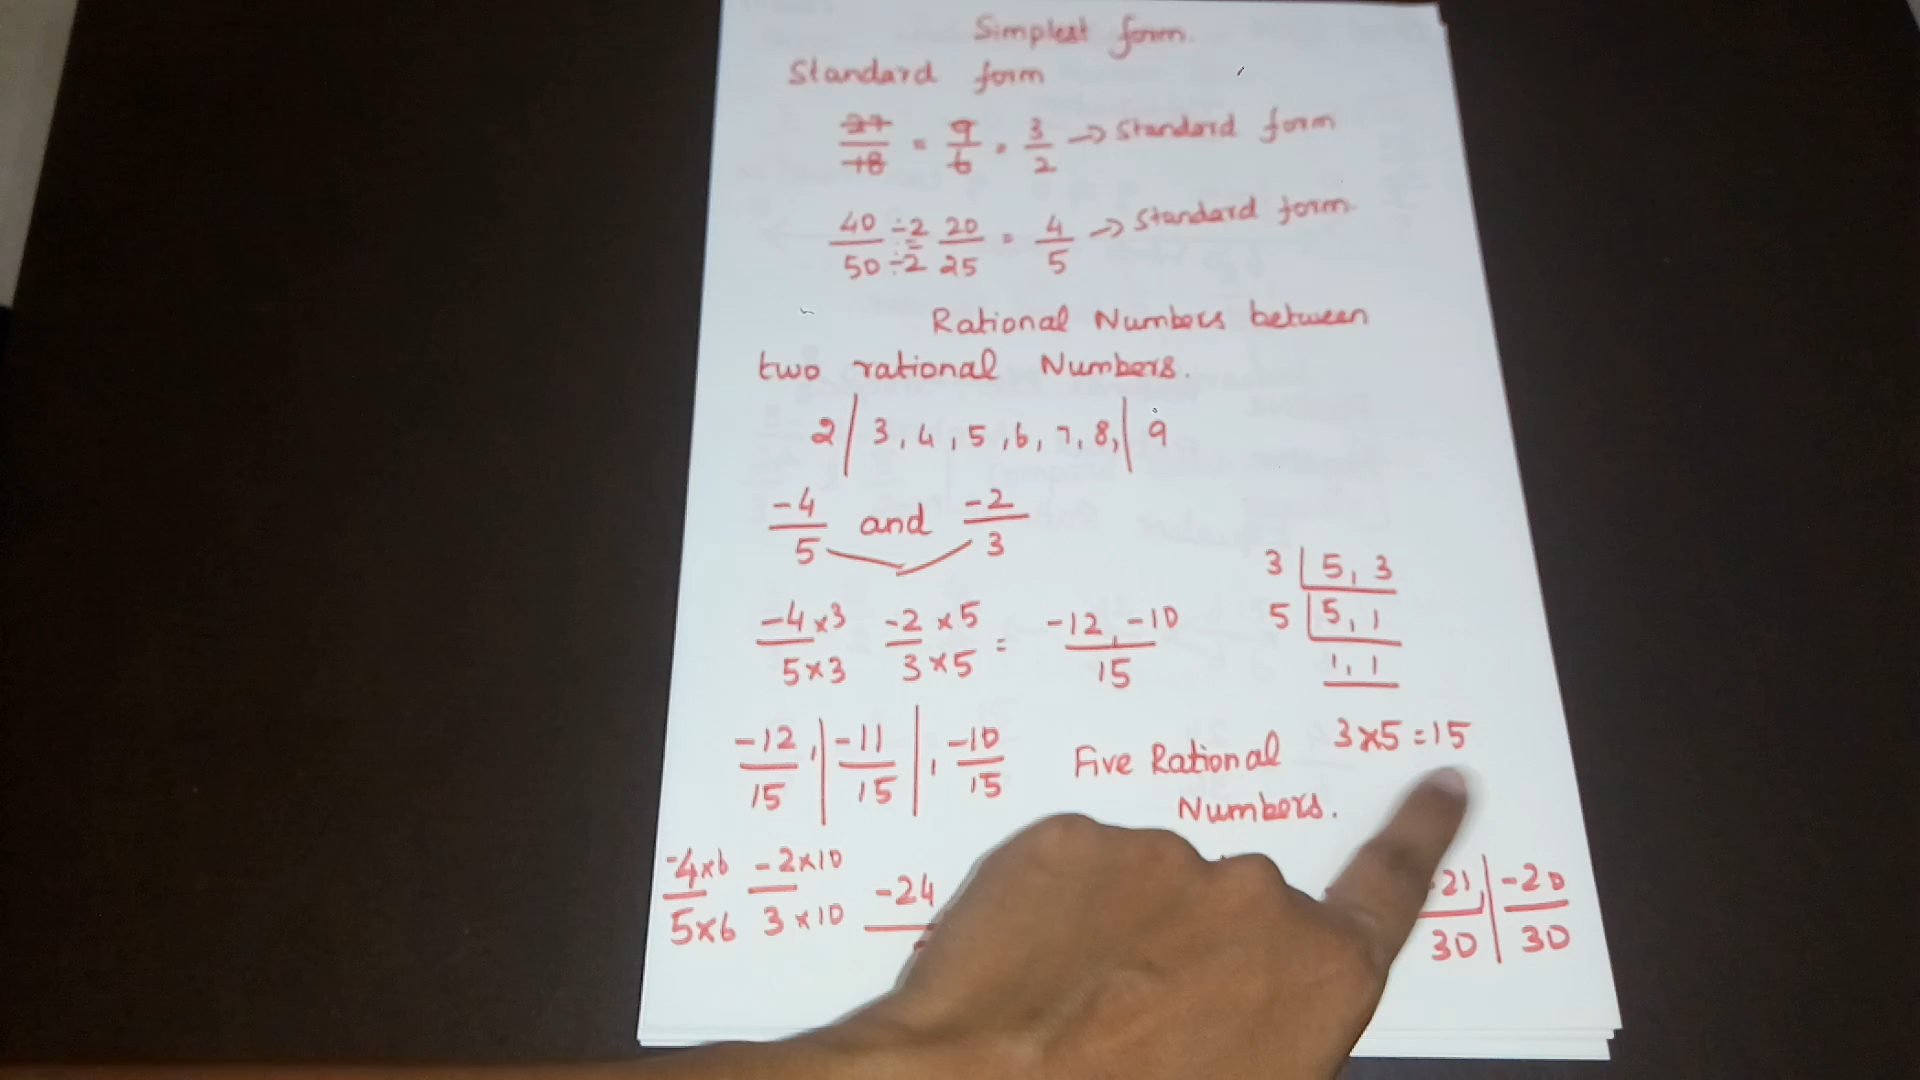 Simplest form.
Standard form
27/18 = 9/6 = 3/2 → Standard form
40÷2/50÷2 = 20/25 = 4/5 → Standard form
Rational Numbers between
two rational Numbers.
2 | 3, 4, 5, 6, 7, 8, | 9
-4/5 and -2/3
3 | 5, 3
5 | 5, 1
1, 1
-4×3/5×3 -2×5/3×5 = -12, -10/15
3×5=15
-12/15, | -11/15 |, -10/15
Five Rational
Numbers.
-4×6/5×6 -2×10/3×10 -24
-21/30, | -20/30